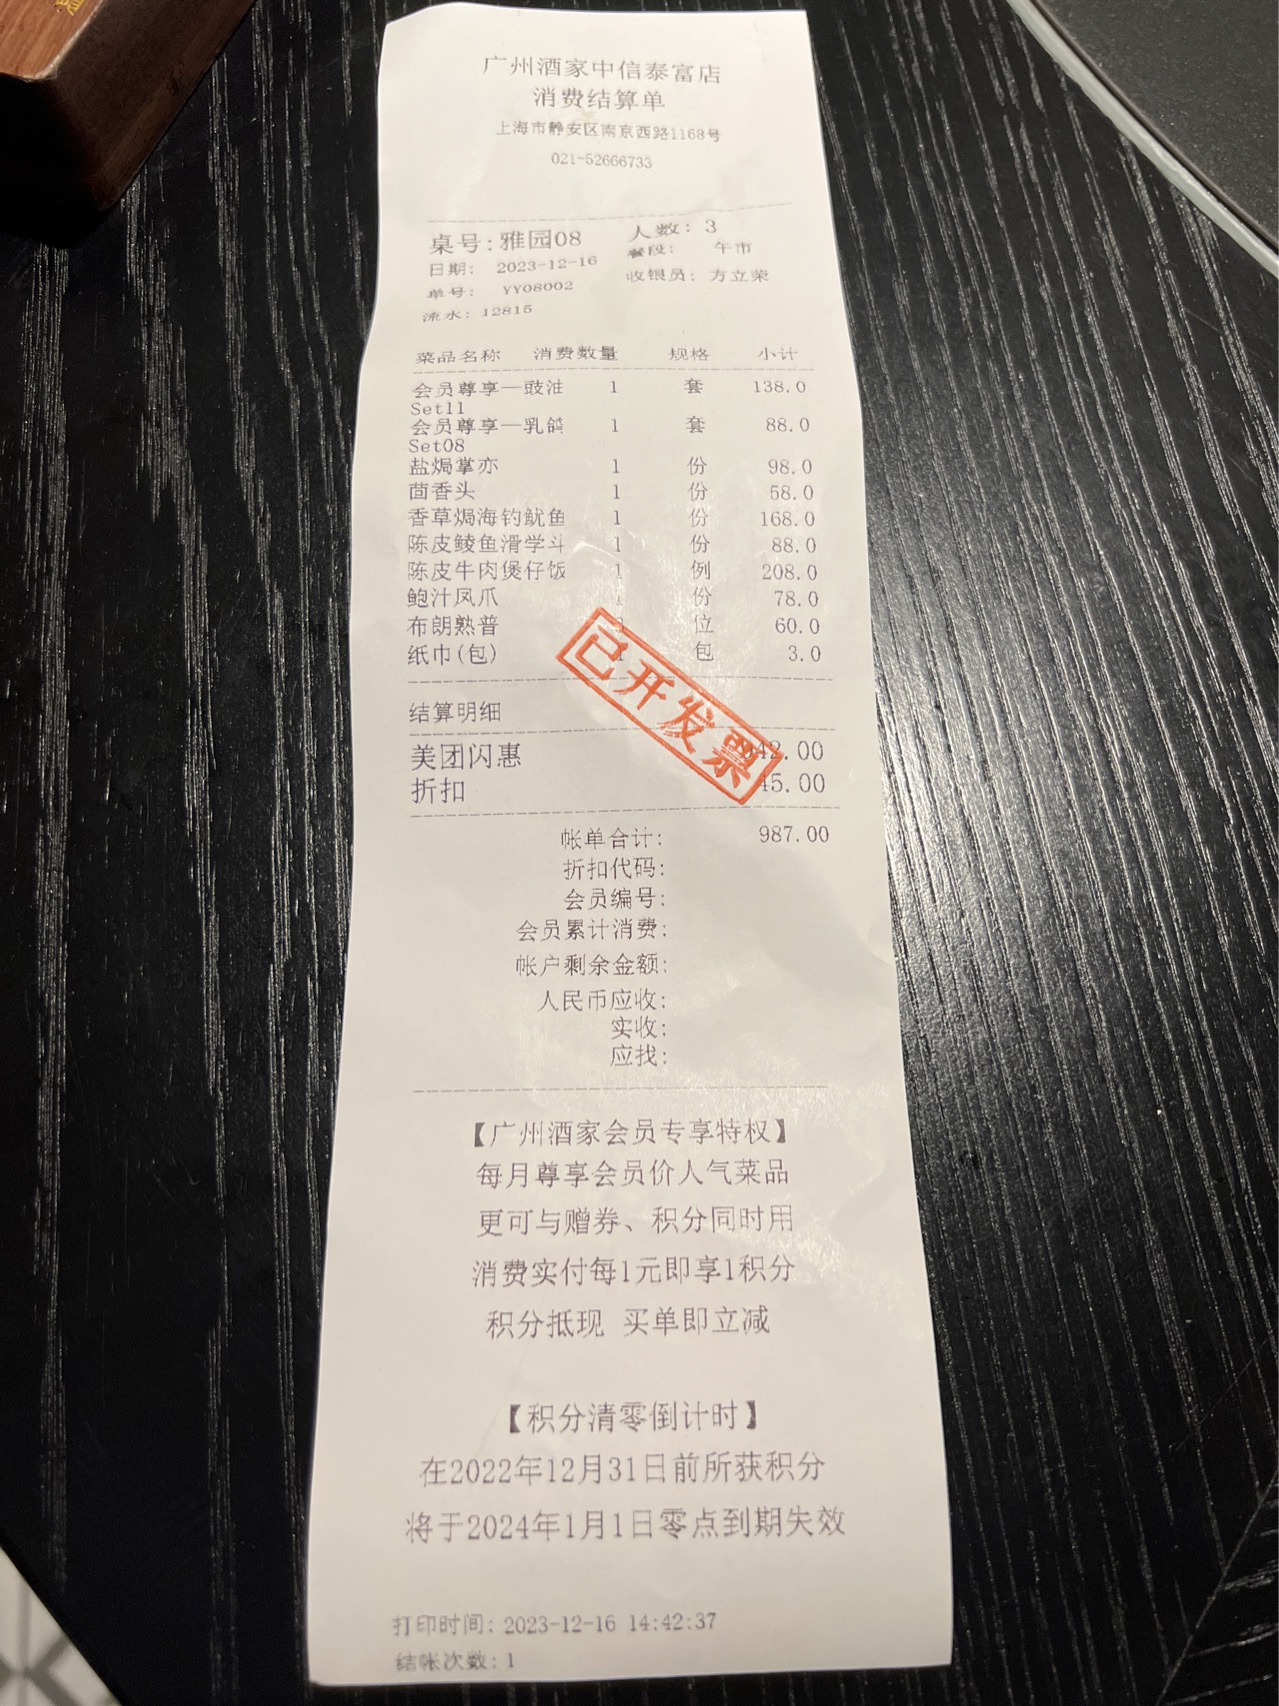 广州酒家中信泰富店
消费结算单
上海市静安区南京西路1168号
021-52666733
桌号:雅园08 人数: 3
日期: 2023-12-16 餐段: 午市
单号: YY08002 收银员: 方立荣
流水: 12815
菜品名称 消费数量 规格 小计
会员尊享—豉油 1 套 138.0
Set11
会员尊享—乳鸽 1 套 88.0
Set08
盐焗掌亦 1 份 98.0
茴香头 1 份 58.0
香草焗海钓鱿鱼 1 份 168.0
陈皮鲮鱼滑学斗 1 份 88.0
陈皮牛肉煲仔饭 1 例 208.0
鲍汁凤爪 1 份 78.0
布朗熟普 位 60.0
纸巾(包) 1 包 3.0
已开发票
结算明细
美团闪惠 42.00
折扣 45.00
帐单合计: 987.00
折扣代码:
会员编号:
会员累计消费:
帐户剩余金额:
人民币应收:
实收:
应找:
【广州酒家会员专享特权】
每月尊享会员价人气菜品
更可与赠券、积分同时用
消费实付每1元即享1积分
积分抵现 买单即立减
【积分清零倒计时】
在2022年12月31日前所获积分
将于2024年1月1日零点到期失效
打印时间: 2023-12-16 14:42:37
结帐次数: 1